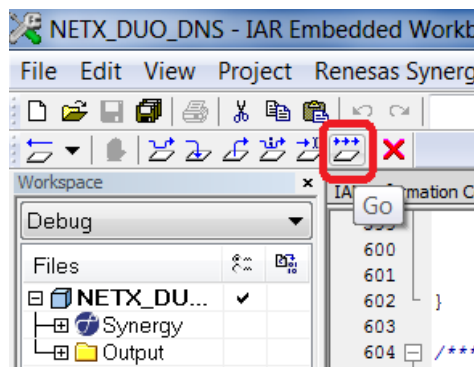 NETX_DUO_DNS - IAR Embedded Workb
File Edit View Project Renesas Synerg
Workspace
Debug
Files
NETX_DU...
Synergy
Output
mation C
Go
600
601
602 }
603
604 /***